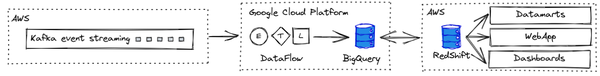 AWS
Kafka event streaming
Google Cloud Platform
E T L
DataFlow
BigQuery
AWS
RedShift
Datamarts
WebApp
Dashboards